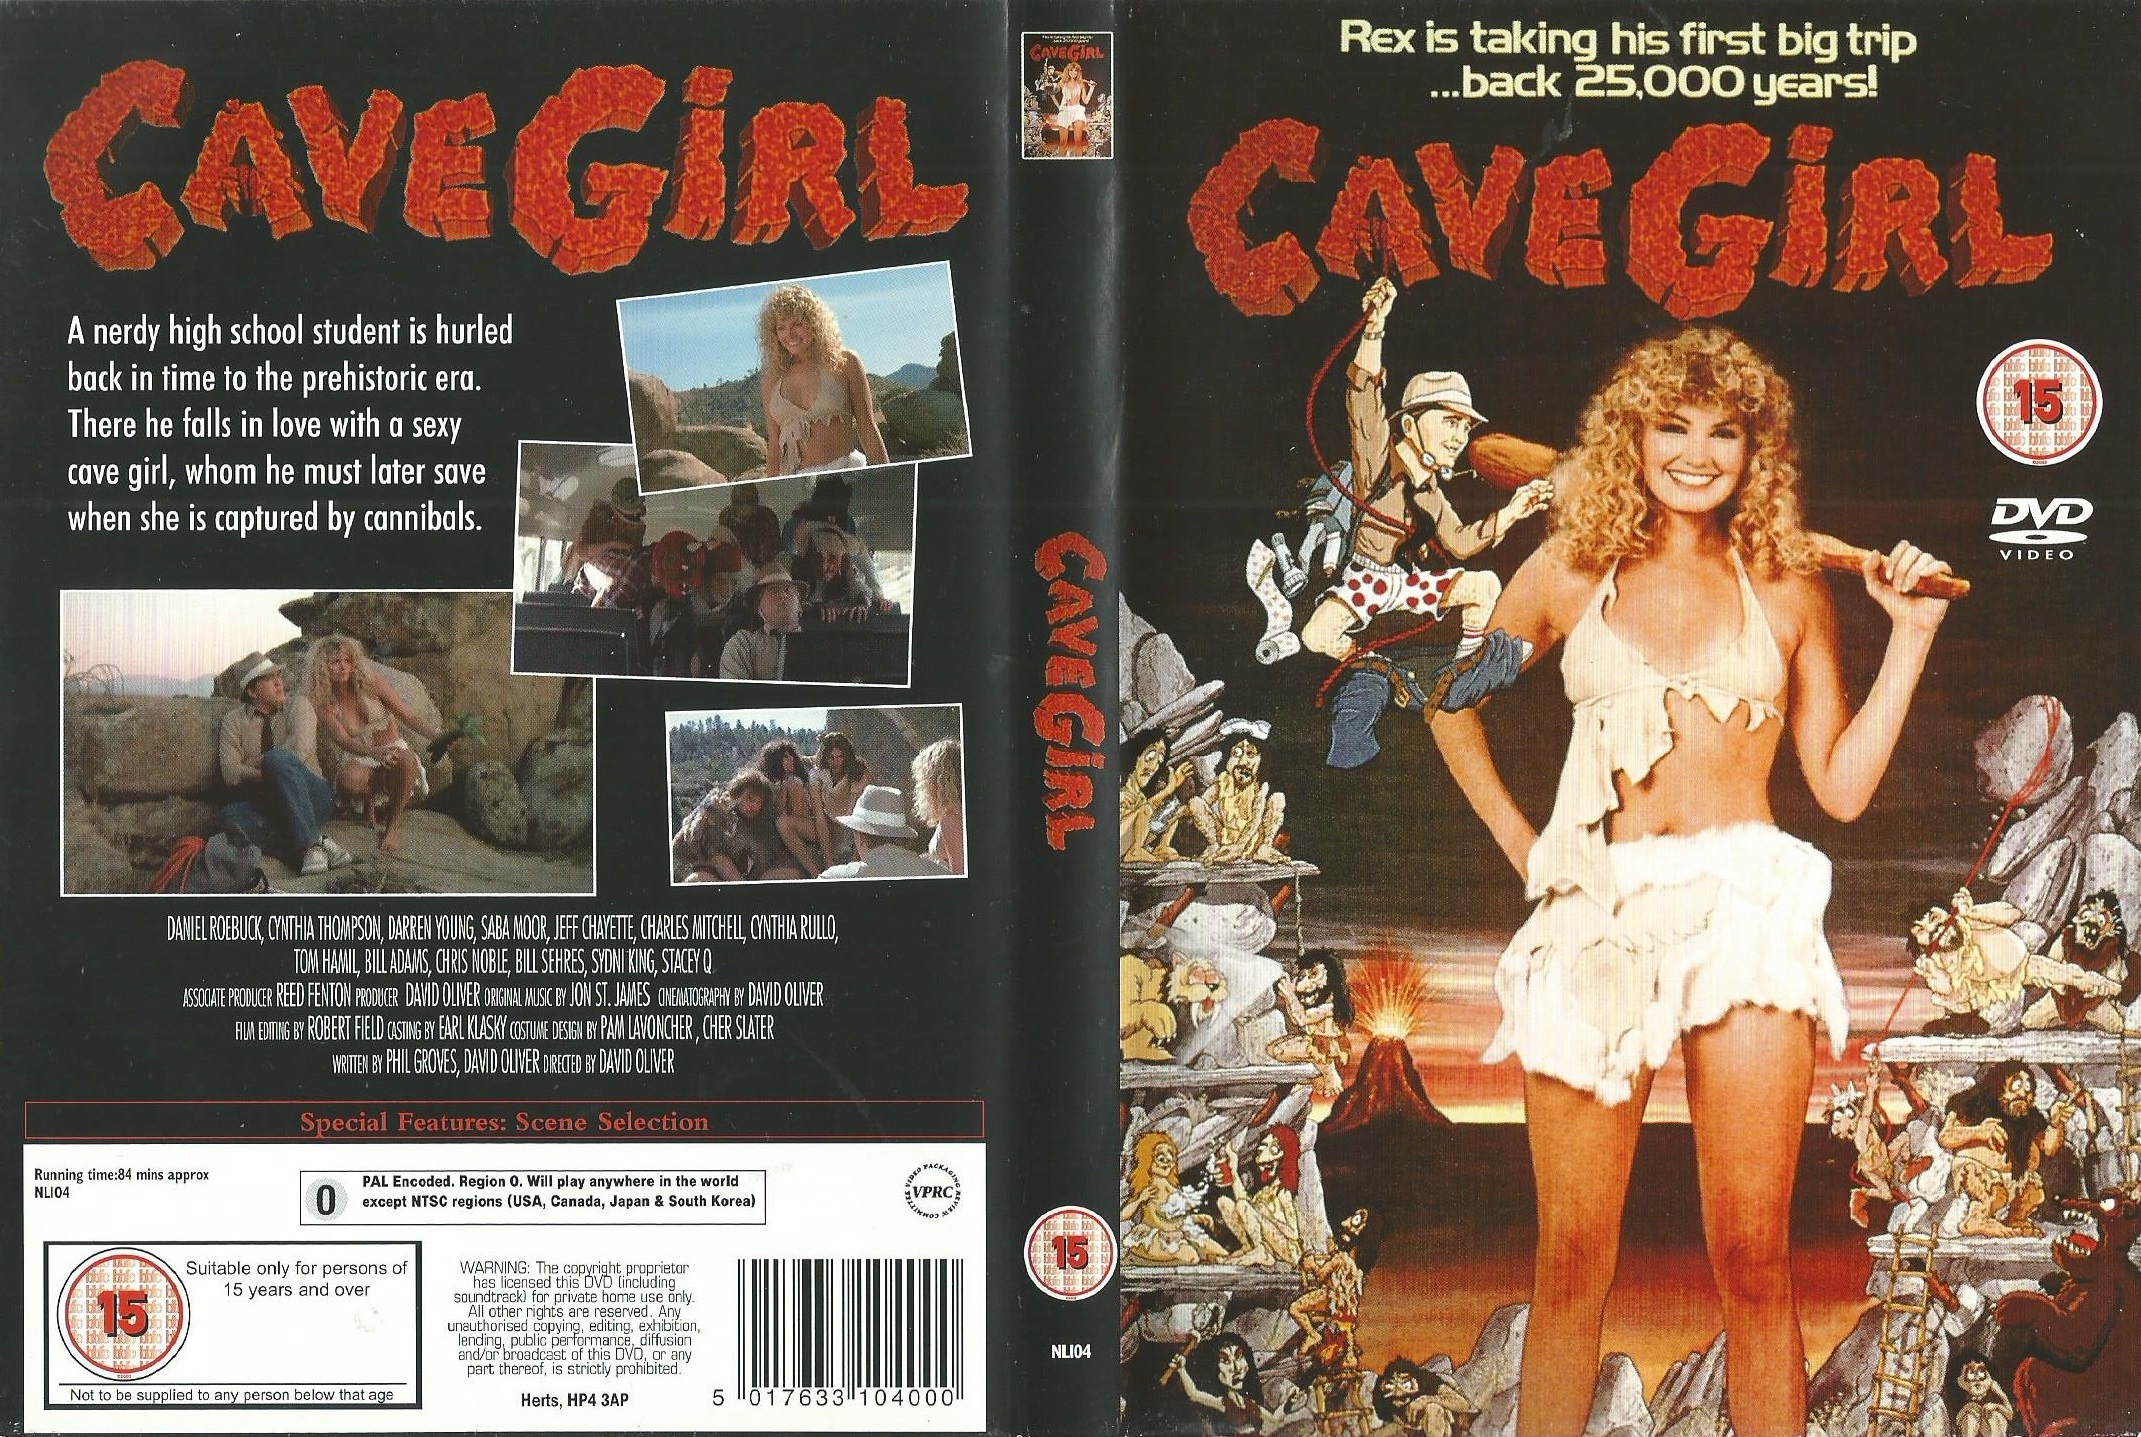 CAVEGiRL
A nerdy high school student is hurled
back in time to the prehistoric era.
There he falls in love with a sexy
cave girl, whom he must later save
when she is captured by cannibals.
DANIEL ROEBUCK, CYNTHIA THOMPSON, DARREN YOUNG, SABA MOOR, JEFF CHAYETTE, CHARLES MITCHELL, CYNTHIA RULLO,
TOM HAMIL, BILL ADAMS, CHRIS NOBLE, BILL SEHRES, SYDNI KING, STACEY Q
ASSOCIATE PRODUCER REED FENTON PRODUCER DAVID OLIVER ORIGINAL MUSIC BY JON ST. JAMES CINEMATOGRAPHY BY DAVID OLIVER
FILM EDITING BY ROBERT FIELD CASTING BY EARL KLASKY COSTUME DESIGN BY PAM LAVONCHER, CHER SLATER
WRITTEN BY PHIL GROVES, DAVID OLIVER DIRECTED BY DAVID OLIVER
Special Features: Scene Selection
Running time:84 mins approx
NLI04
0
PAL Encoded. Region 0. Will play anywhere in the world
except NTSC regions (USA, Canada, Japan & South Korea)
VIDEO PACKAGING REVIEW COMMITTEE
VPRC
15
Suitable only for persons of
15 years and over
Not to be supplied to any person below that age
WARNING: The copyright proprietor
has licensed this DVD (including
soundtrack) for private home use only.
All other rights are reserved. Any
unauthorised copying, editing, exhibition,
lending, public performance, diffusion
and/or broadcast of this DVD, or any
part thereof, is strictly prohibited.
Herts, HP4 3AP
5 017633 104000
CAVEGiRL
CAVEGiRL
15
NLI04
Rex is taking his first big trip
...back 25,000 years!
CAVEGiRL
15
DVD
VIDEO